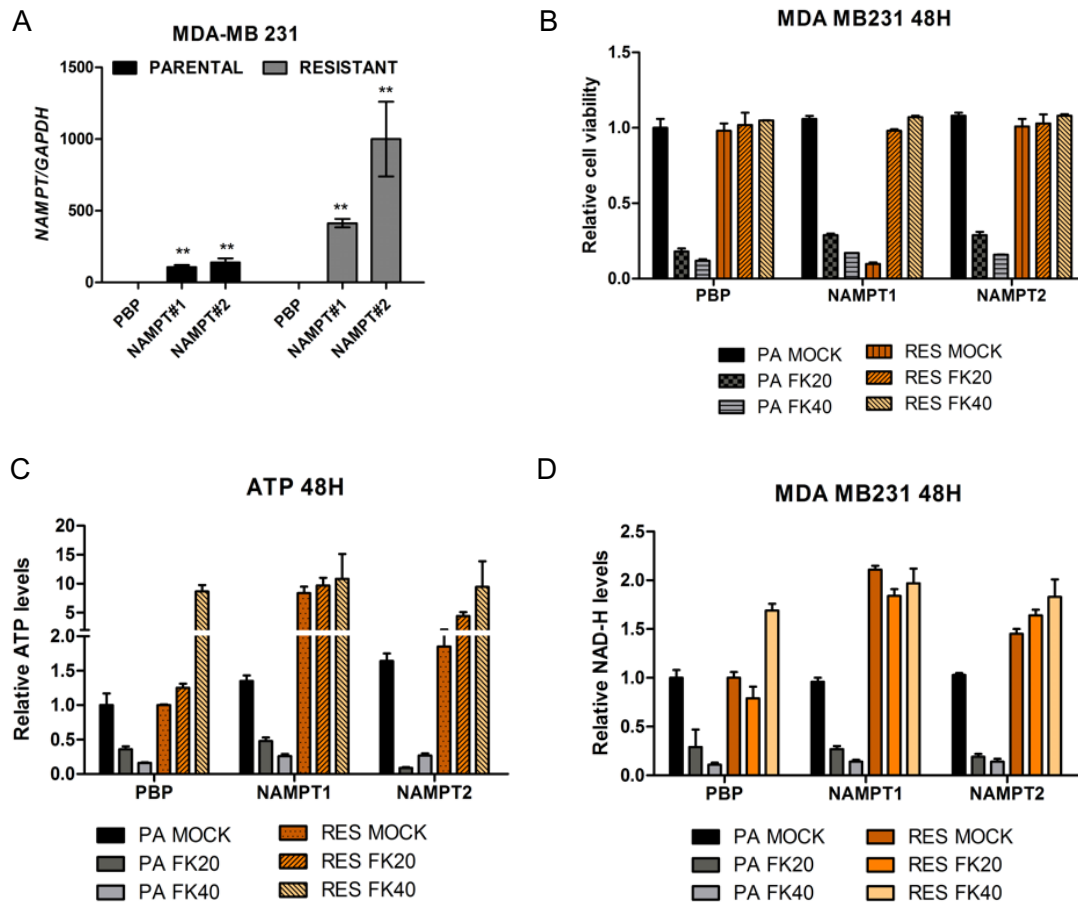 A
MDA-MB 231
PARENTAL RESISTANT
NAMPT/GAPDH
1500
1000
500
0
** ** ** **
PBP NAMPT#1 NAMPT#2 PBP NAMPT#1 NAMPT#2
B
MDA MB231 48H
Relative cell viability
1.5
1.0
0.5
0.0
PBP NAMPT1 NAMPT2
PA MOCK RES MOCK
PA FK20 RES FK20
PA FK40 RES FK40
C
ATP 48H
Relative ATP levels
20
15
10
5
2.0
1.5
1.0
0.5
0.0
PBP NAMPT1 NAMPT2
PA MOCK RES MOCK
PA FK20 RES FK20
PA FK40 RES FK40
D
MDA MB231 48H
Relative NAD-H levels
2.5
2.0
1.5
1.0
0.5
0.0
PBP NAMPT1 NAMPT2
PA MOCK RES MOCK
PA FK20 RES FK20
PA FK40 RES FK40